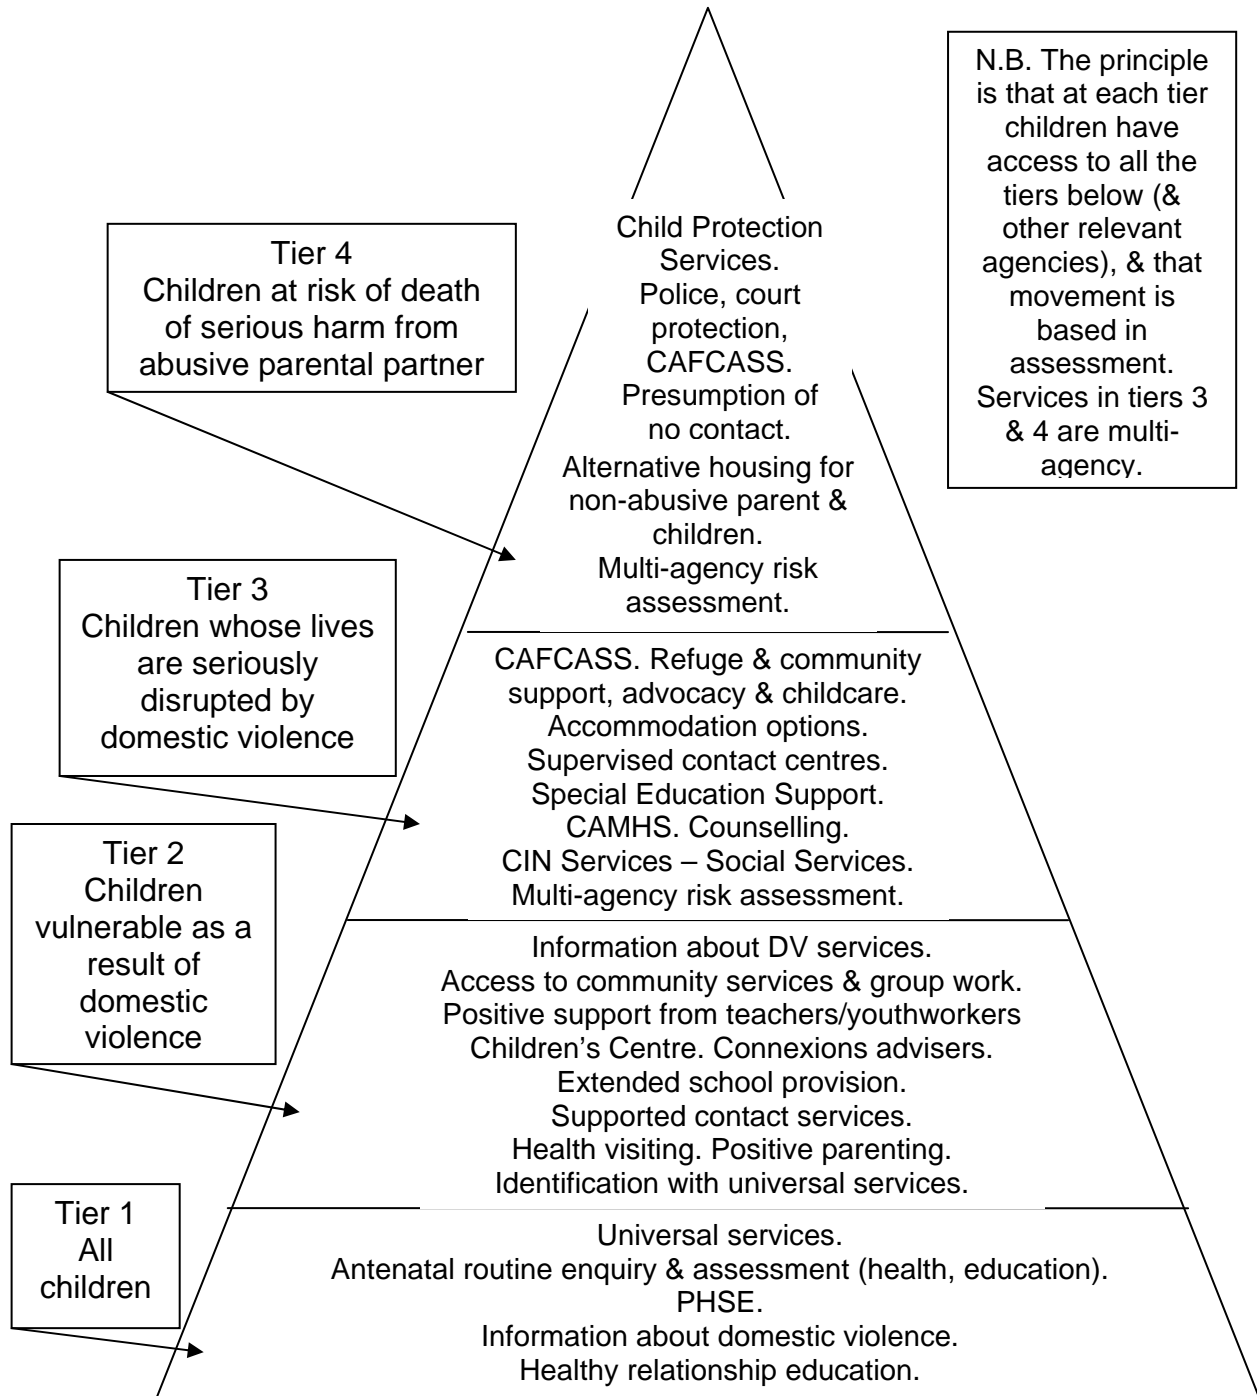 N.B. The principle
is that at each tier
children have
access to all the
tiers below (&
other relevant
agencies), & that
movement is
based in
assessment.
Services in tiers 3
& 4 are multi-
agency.
Tier 4
Children at risk of death
of serious harm from
abusive parental partner
Child Protection
Services.
Police, court
protection,
CAFCASS.
Presumption of
no contact.
Alternative housing for
non-abusive parent &
children.
Multi-agency risk
assessment.
Tier 3
Children whose lives
are seriously
disrupted by
domestic violence
CAFCASS. Refuge & community
support, advocacy & childcare.
Accommodation options.
Supervised contact centres.
Special Education Support.
CAMHS. Counselling.
CIN Services – Social Services.
Multi-agency risk assessment.
Tier 2
Children
vulnerable as a
result of
domestic
violence
Information about DV services.
Access to community services & group work.
Positive support from teachers/youthworkers
Children's Centre. Connexions advisers.
Extended school provision.
Supported contact services.
Health visiting. Positive parenting.
Identification with universal services.
Tier 1
All
children
Universal services.
Antenatal routine enquiry & assessment (health, education).
PHSE.
Information about domestic violence.
Healthy relationship education.